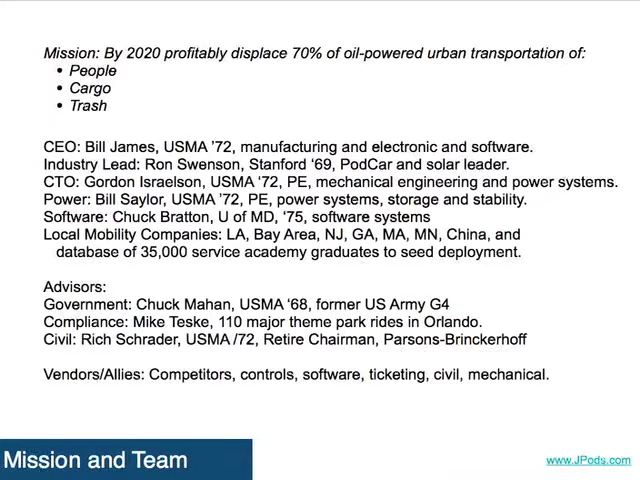 Mission: By 2020 profitably displace 70% of oil-powered urban transportation of:
• People
• Cargo
• Trash
CEO: Bill James, USMA ’72, manufacturing and electronic and software.
Industry Lead: Ron Swenson, Stanford ‘69, PodCar and solar leader.
CTO: Gordon Israelson, USMA ‘72, PE, mechanical engineering and power systems.
Power: Bill Saylor, USMA ’72, PE, power systems, storage and stability.
Software: Chuck Bratton, U of MD, ‘75, software systems
Local Mobility Companies: LA, Bay Area, NJ, GA, MA, MN, China, and
database of 35,000 service academy graduates to seed deployment.
Advisors:
Government: Chuck Mahan, USMA ‘68, former US Army G4
Compliance: Mike Teske, 110 major theme park rides in Orlando.
Civil: Rich Schrader, USMA /72, Retire Chairman, Parsons-Brinckerhoff
Vendors/Allies: Competitors, controls, software, ticketing, civil, mechanical.
Mission and Team
www.JPods.com